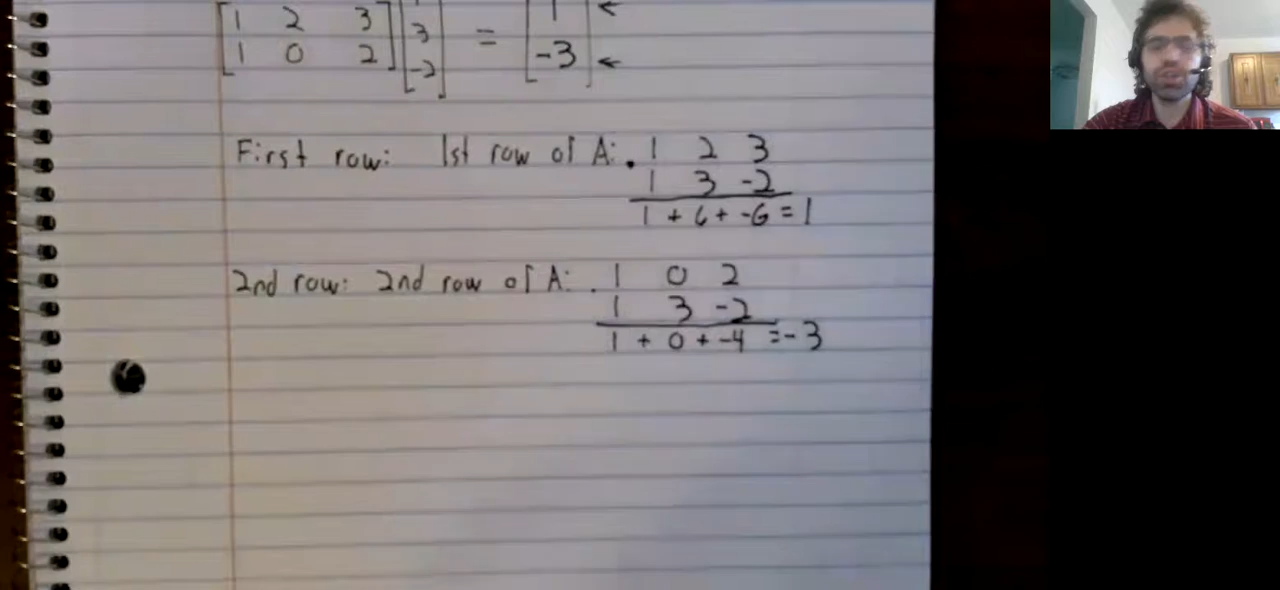 [1 2 3] [1 = [1 ←
[1 0 2] 3 -3] ←
-2]
First row: 1st row of A: . 1 2 3
1 3 -2
1 + 6 + -6 = 1
2nd row: 2nd row of A: . 1 0 2
1 3 -2
1 + 0 + -4 = -3